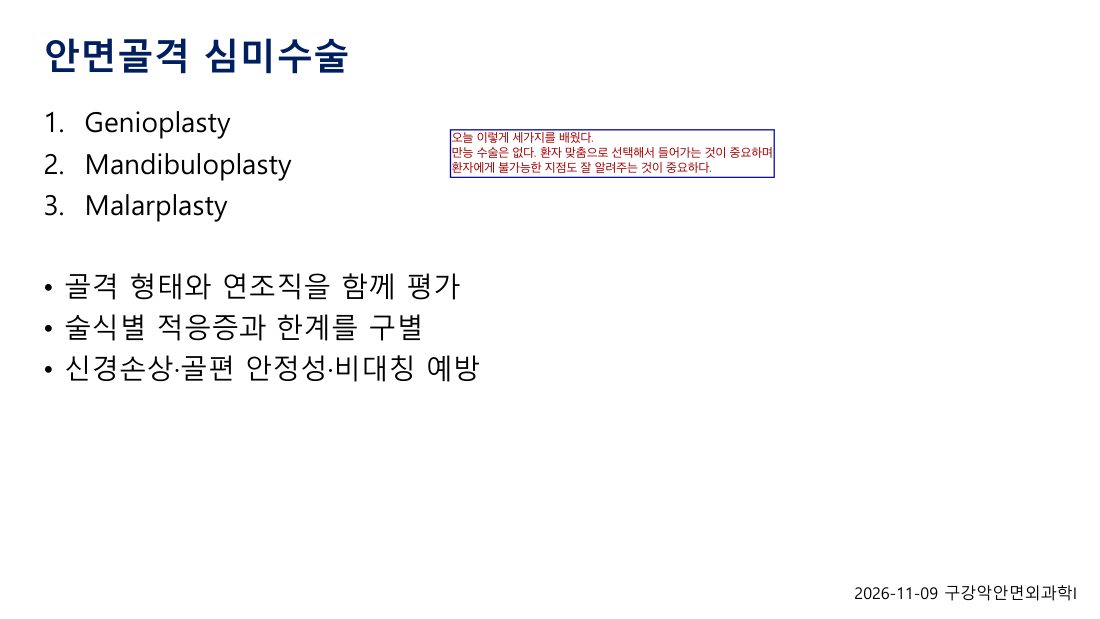 안면골격 심미수술
1. Genioplasty
2. Mandibuloplasty
3. Malarplasty
오늘 이렇게 세가지를 배웠다.
만능 수술은 없다. 환자 맞춤으로 선택해서 들어가는 것이 중요하며
환자에게 불가능한 지점도 잘 알려주는 것이 중요하다.
• 골격 형태와 연조직을 함께 평가
• 술식별 적응증과 한계를 구별
• 신경손상·골편 안정성·비대칭 예방
2026-11-09 구강악안면외과학I